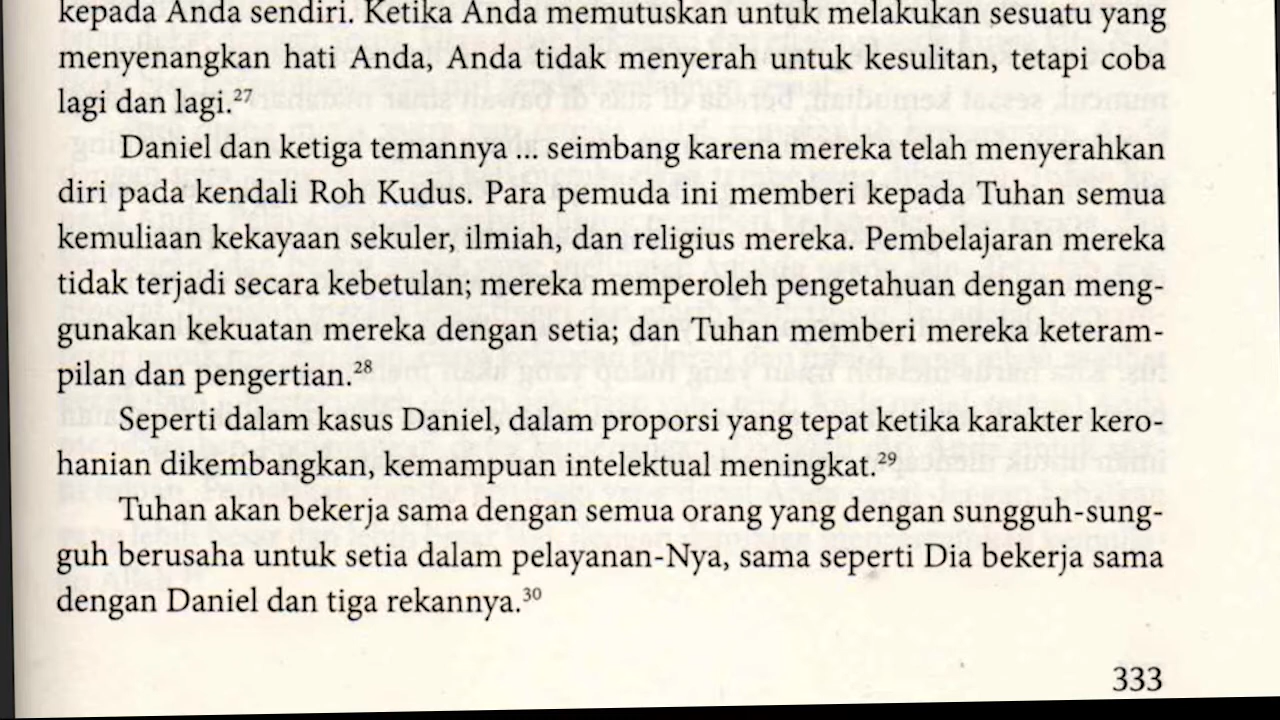 kepada Anda sendiri. Ketika Anda memutuskan untuk melakukan sesuatu yang
menyenangkan hati Anda, Anda tidak menyerah untuk kesulitan, tetapi coba
lagi dan lagi.²⁷
Daniel dan ketiga temannya ... seimbang karena mereka telah menyerahkan
diri pada kendali Roh Kudus. Para pemuda ini memberi kepada Tuhan semua
kemuliaan kekayaan sekuler, ilmiah, dan religius mereka. Pembelajaran mereka
tidak terjadi secara kebetulan; mereka memperoleh pengetahuan dengan meng-
gunakan kekuatan mereka dengan setia; dan Tuhan memberi mereka keteram-
pilan dan pengertian.²⁸
Seperti dalam kasus Daniel, dalam proporsi yang tepat ketika karakter kero-
hanian dikembangkan, kemampuan intelektual meningkat.²⁹
Tuhan akan bekerja sama dengan semua orang yang dengan sungguh-sung-
guh berusaha untuk setia dalam pelayanan-Nya, sama seperti Dia bekerja sama
dengan Daniel dan tiga rekannya.³⁰
333